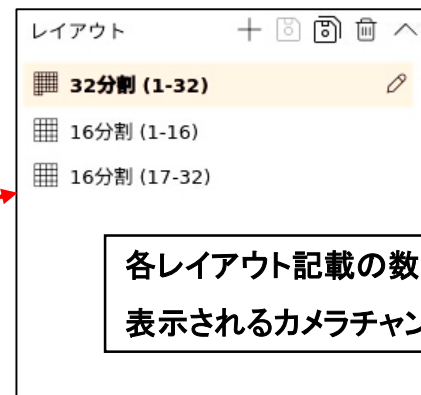 レイアウト
32分割 (1-32)
16分割 (1-16)
16分割 (17-32)
各レイアウト記載の数
表示されるカメラチャン